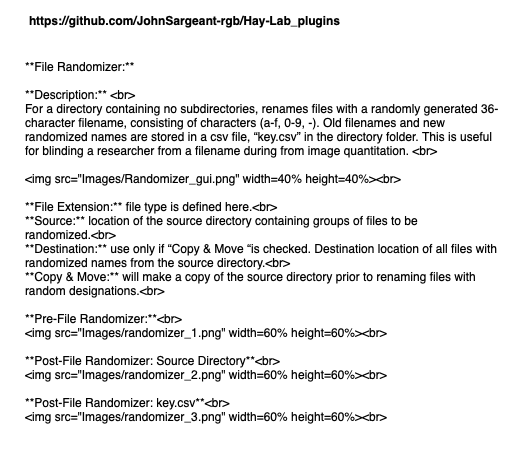 https://github.com/JohnSargeant-rgb/Hay-Lab_plugins
**File Randomizer:**
**Description:** <br>
For a directory containing no subdirectories, renames files with a randomly generated 36-
character filename, consisting of characters (a-f, 0-9, -). Old filenames and new
randomized names are stored in a csv file, “key.csv” in the directory folder. This is useful
for blinding a researcher from a filename during from image quantitation. <br>
<img src="Images/Randomizer_gui.png" width=40% height=40%><br>
**File Extension:** file type is defined here.<br>
**Source:** location of the source directory containing groups of files to be
randomized.<br>
**Destination:** use only if “Copy & Move “is checked. Destination location of all files with
randomized names from the source directory.<br>
**Copy & Move:** will make a copy of the source directory prior to renaming files with
random designations.<br>
**Pre-File Randomizer:**<br>
<img src="Images/randomizer_1.png" width=60% height=60%><br>
**Post-File Randomizer: Source Directory**<br>
<img src="Images/randomizer_2.png" width=60% height=60%><br>
**Post-File Randomizer: key.csv**<br>
<img src="Images/randomizer_3.png" width=60% height=60%><br>